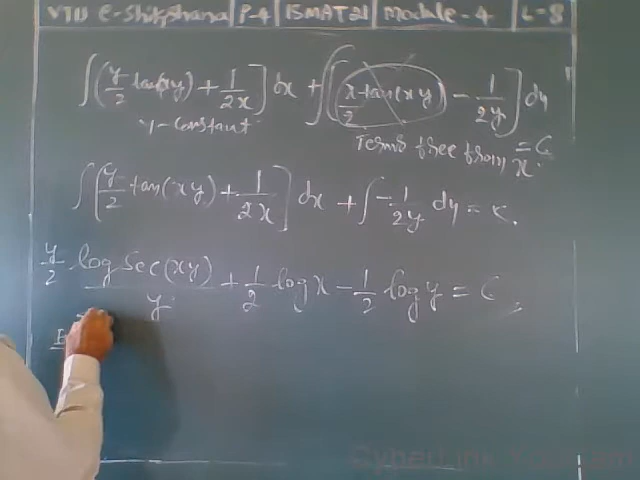 VTU e-Shikshana | P-4 | 15MAT21 | Module-4 | L-8
∫[y/2 tan(xy) + 1/2x] dx + ∫[x/2 tan(xy) - 1/2y] dy = C
y-constant
Terms free from x.
∫[y/2 tan(xy) + 1/2x] dx + ∫-1/2y dy = c.
y/2 log sec(xy)/y + 1/2 log x - 1/2 log y = C